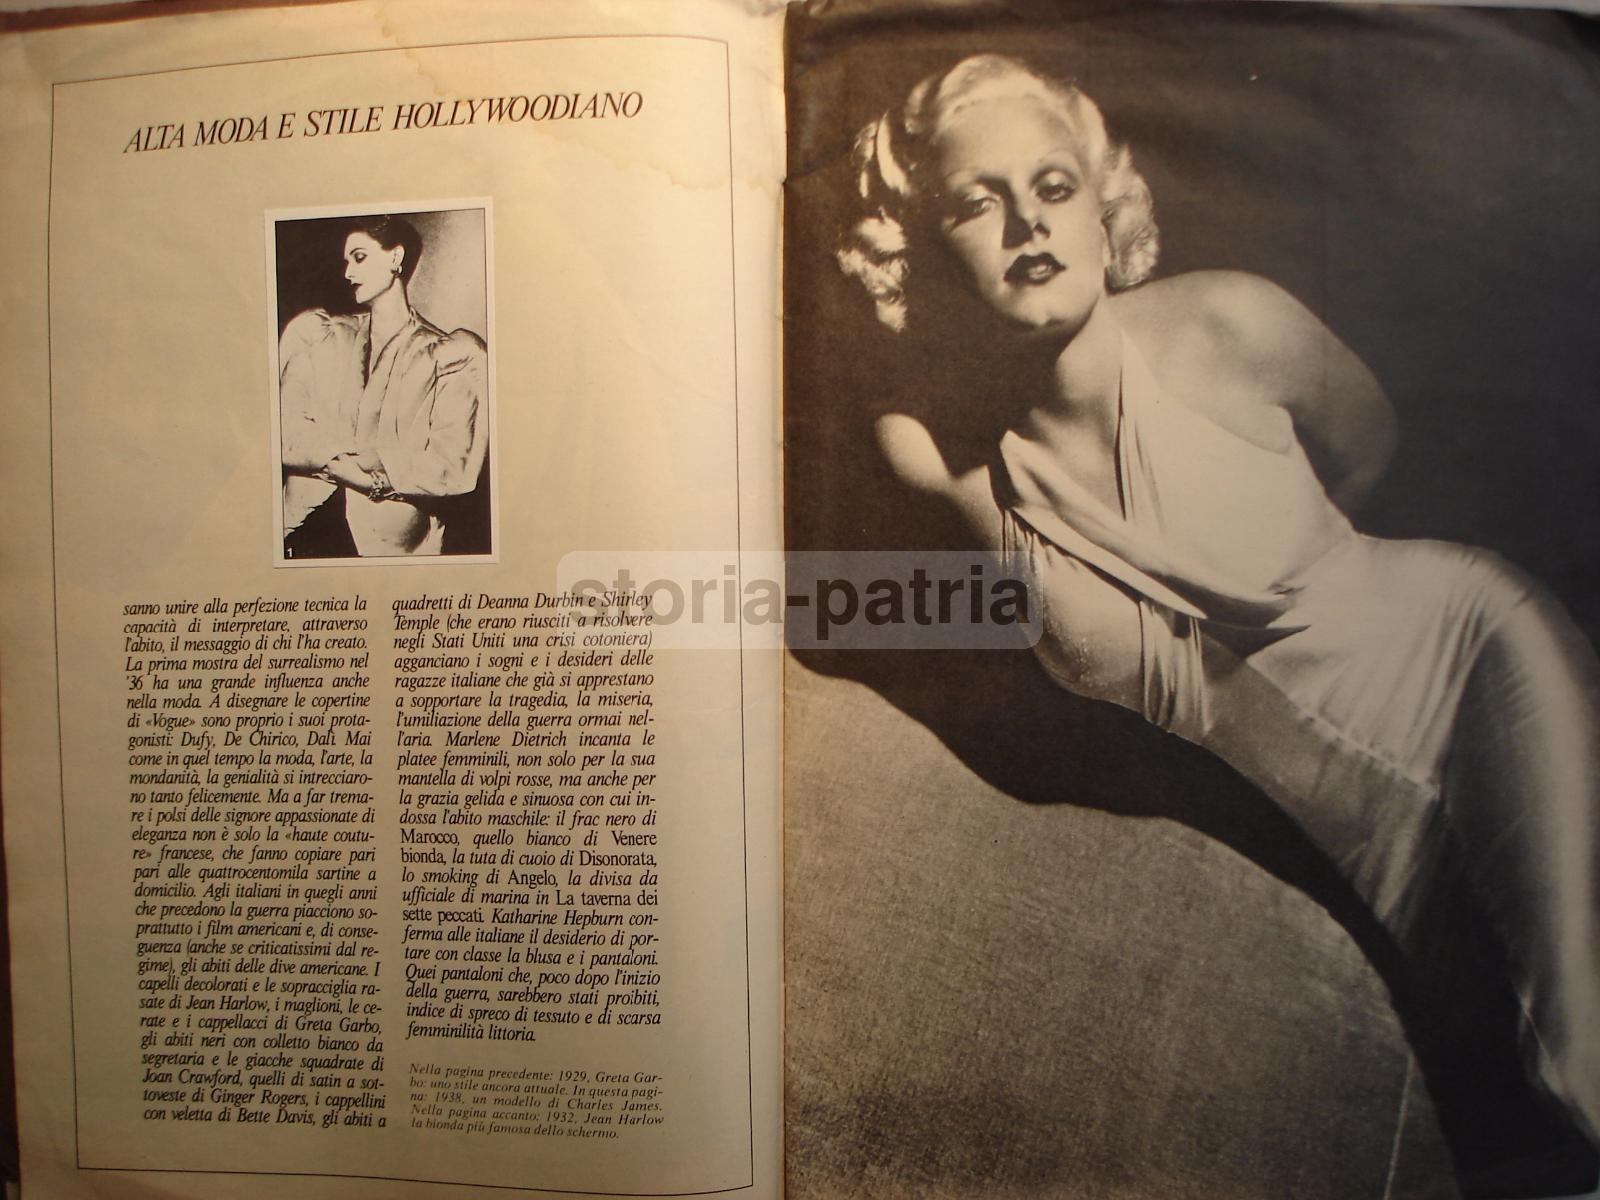 ALTA MODA E STILE HOLLYWOODIANO
1
sanno unire alla perfezione tecnica la
capacità di interpretare, attraverso
l'abito, il messaggio di chi l'ha creato.
La prima mostra del surrealismo nel
'36 ha una grande influenza anche
nella moda. A disegnare le copertine
di «Vogue» sono proprio i suoi prota-
gonisti: Dufy, De Chirico, Dalì. Mai
come in quel tempo la moda, l'arte, la
mondanità, la genialità si intrecciaro-
no tanto felicemente. Ma a far trema-
re i polsi delle signore appassionate di
eleganza non è solo la «haute coutu-
re» francese, che fanno copiare pari
pari alle quattrocentomila sartine a
domicilio. Agli italiani in quegli anni
che precedono la guerra piacciono so-
prattutto i film americani e, di conse-
guenza (anche se criticatissimi dal re-
gime), gli abiti delle dive americane. I
capelli decolorati e le sopracciglia ra-
sate di Jean Harlow, i maglioni, le ce-
rate e i cappellacci di Greta Garbo,
gli abiti neri con colletto bianco da
segretaria e le giacche squadrate di
Joan Crawford, quelli di satin a sot-
toveste di Ginger Rogers, i cappellini
con veletta di Bette Davis, gli abiti a
quadretti di Deanna Durbin e Shirley
Temple (che erano riusciti a risolvere
negli Stati Uniti una crisi cotoniera)
agganciano i sogni e i desideri delle
ragazze italiane che già si apprestano
a sopportare la tragedia, la miseria,
l'umiliazione della guerra ormai nel-
l'aria. Marlene Dietrich incanta le
platee femminili, non solo per la sua
mantella di volpi rosse, ma anche per
la grazia gelida e sinuosa con cui in-
dossa l'abito maschile: il frac nero di
Marocco, quello bianco di Venere
bionda, la tuta di cuoio di Disonorata,
lo smoking di Angelo, la divisa da
ufficiale di marina in La taverna dei
sette peccati. Katharine Hepburn con-
ferma alle italiane il desiderio di por-
tare con classe la blusa e i pantaloni.
Quei pantaloni che, poco dopo l'inizio
della guerra, sarebbero stati proibiti,
indice di spreco di tessuto e di scarsa
femminilità littoria.
Nella pagina precedente: 1929, Greta Gar-
bo: uno stile ancora attuale. In questa pagi-
na: 1938, un modello di Charles James.
Nella pagina accanto: 1932, Jean Harlow
la bionda più famosa dello schermo.
storia-patria